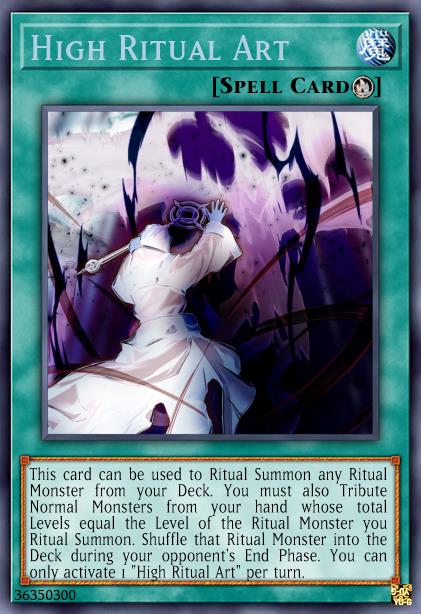 High Ritual Art
魔
[Spell Card]
This card can be used to Ritual Summon any Ritual
Monster from your Deck. You must also Tribute
Normal Monsters from your hand whose total
Levels equal the Level of the Ritual Monster you
Ritual Summon. Shuffle that Ritual Monster into the
Deck during your opponent's End Phase. You can
only activate 1 "High Ritual Art" per turn.
36350300